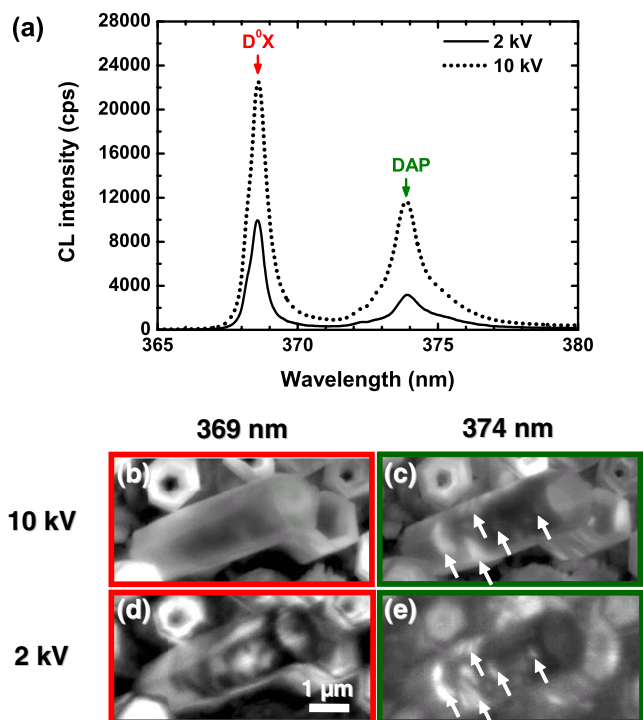 (a)
28000
24000
20000
16000
12000
8000
4000
0
CL intensity (cps)
D⁰X
DAP
2 kV
10 kV
365
370
375
380
Wavelength (nm)
369 nm
374 nm
10 kV
(b)
(c)
2 kV
(d)
(e)
1 µm